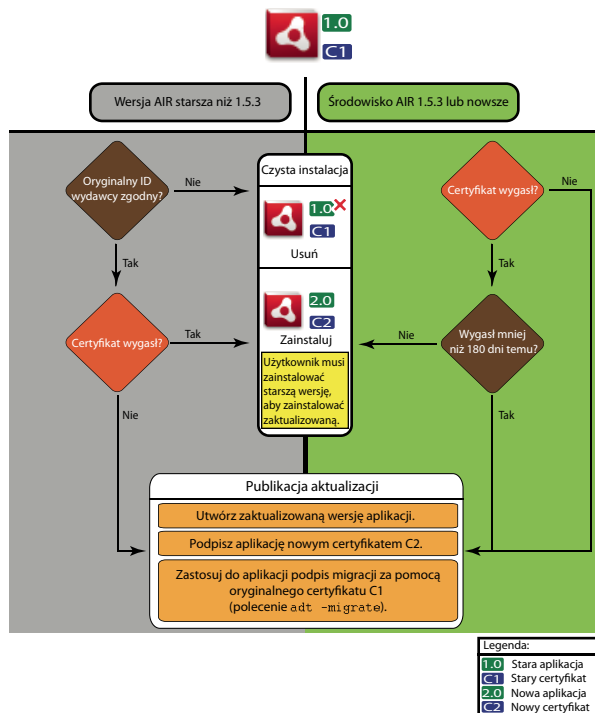 1.0
C1
Wersja AIR starsza niż 1.5.3
Środowisko AIR 1.5.3 lub nowsze
Oryginalny ID
wydawcy zgodny?
Nie
Tak
Certyfikat wygasł?
Tak
Nie
Czysta instalacja
1.0
C1
Usuń
2.0
C2
Zainstaluj
Użytkownik musi
zainstalować
starszą wersję,
aby zainstalować
zaktualizowaną.
Certyfikat wygasł?
Nie
Tak
Wygasł mniej
niż 180 dni temu?
Nie
Tak
Publikacja aktualizacji
Utwórz zaktualizowaną wersję aplikacji.
Podpisz aplikację nowym certyfikatem C2.
Zastosuj do aplikacji podpis migracji za pomocą
oryginalnego certyfikatu C1
(polecenie adt -migrate).
Legenda:
1.0 Stara aplikacja
C1 Stary certyfikat
2.0 Nowa aplikacja
C2 Nowy certyfikat